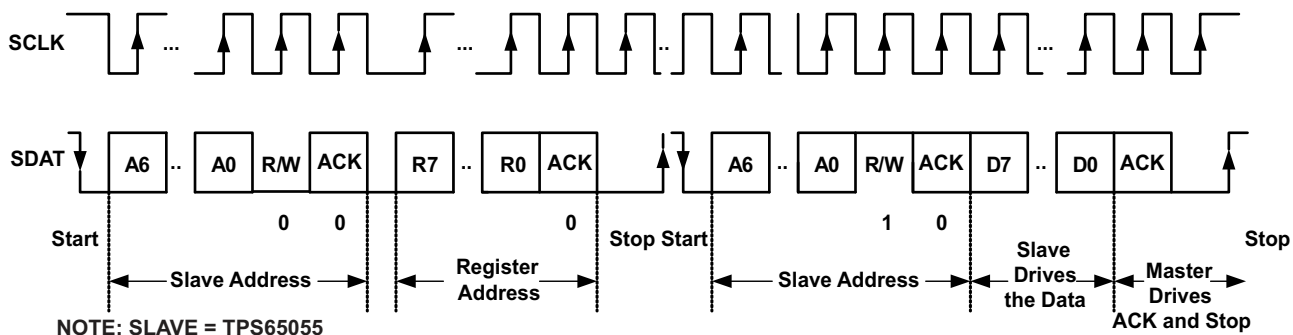 SCLK ... ... .. ...
SDAT A6 .. A0 R/W ACK R7 .. R0 ACK A6 .. A0 R/W ACK D7 .. D0 ACK
0 0 0 1 0
Start Stop Start Stop
Slave Address
Register
Address
Slave Address
Slave
Drives
the Data
Master
Drives
ACK and Stop
NOTE: SLAVE = TPS65055